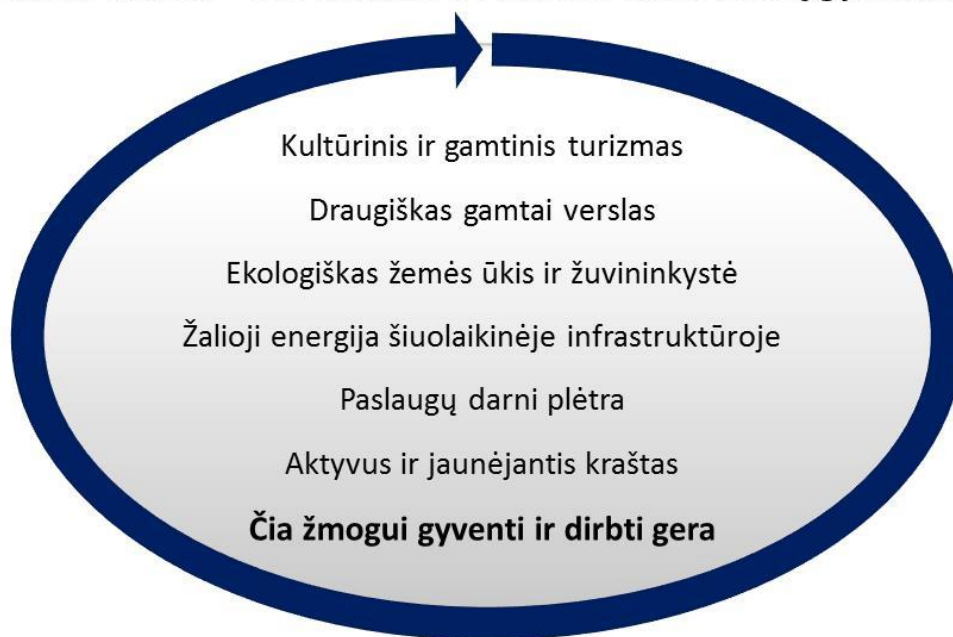 Kultūrinis ir gamtinis turizmas
Draugiškas gamtai verslas
Ekologiškas žemės ūkis ir žuvininkystė
Žalioji energija šiuolaikinėje infrastruktūroje
Paslaugų darni plėtra
Aktyvus ir jaunėjantis kraštas
Čia žmogui gyventi ir dirbti gera